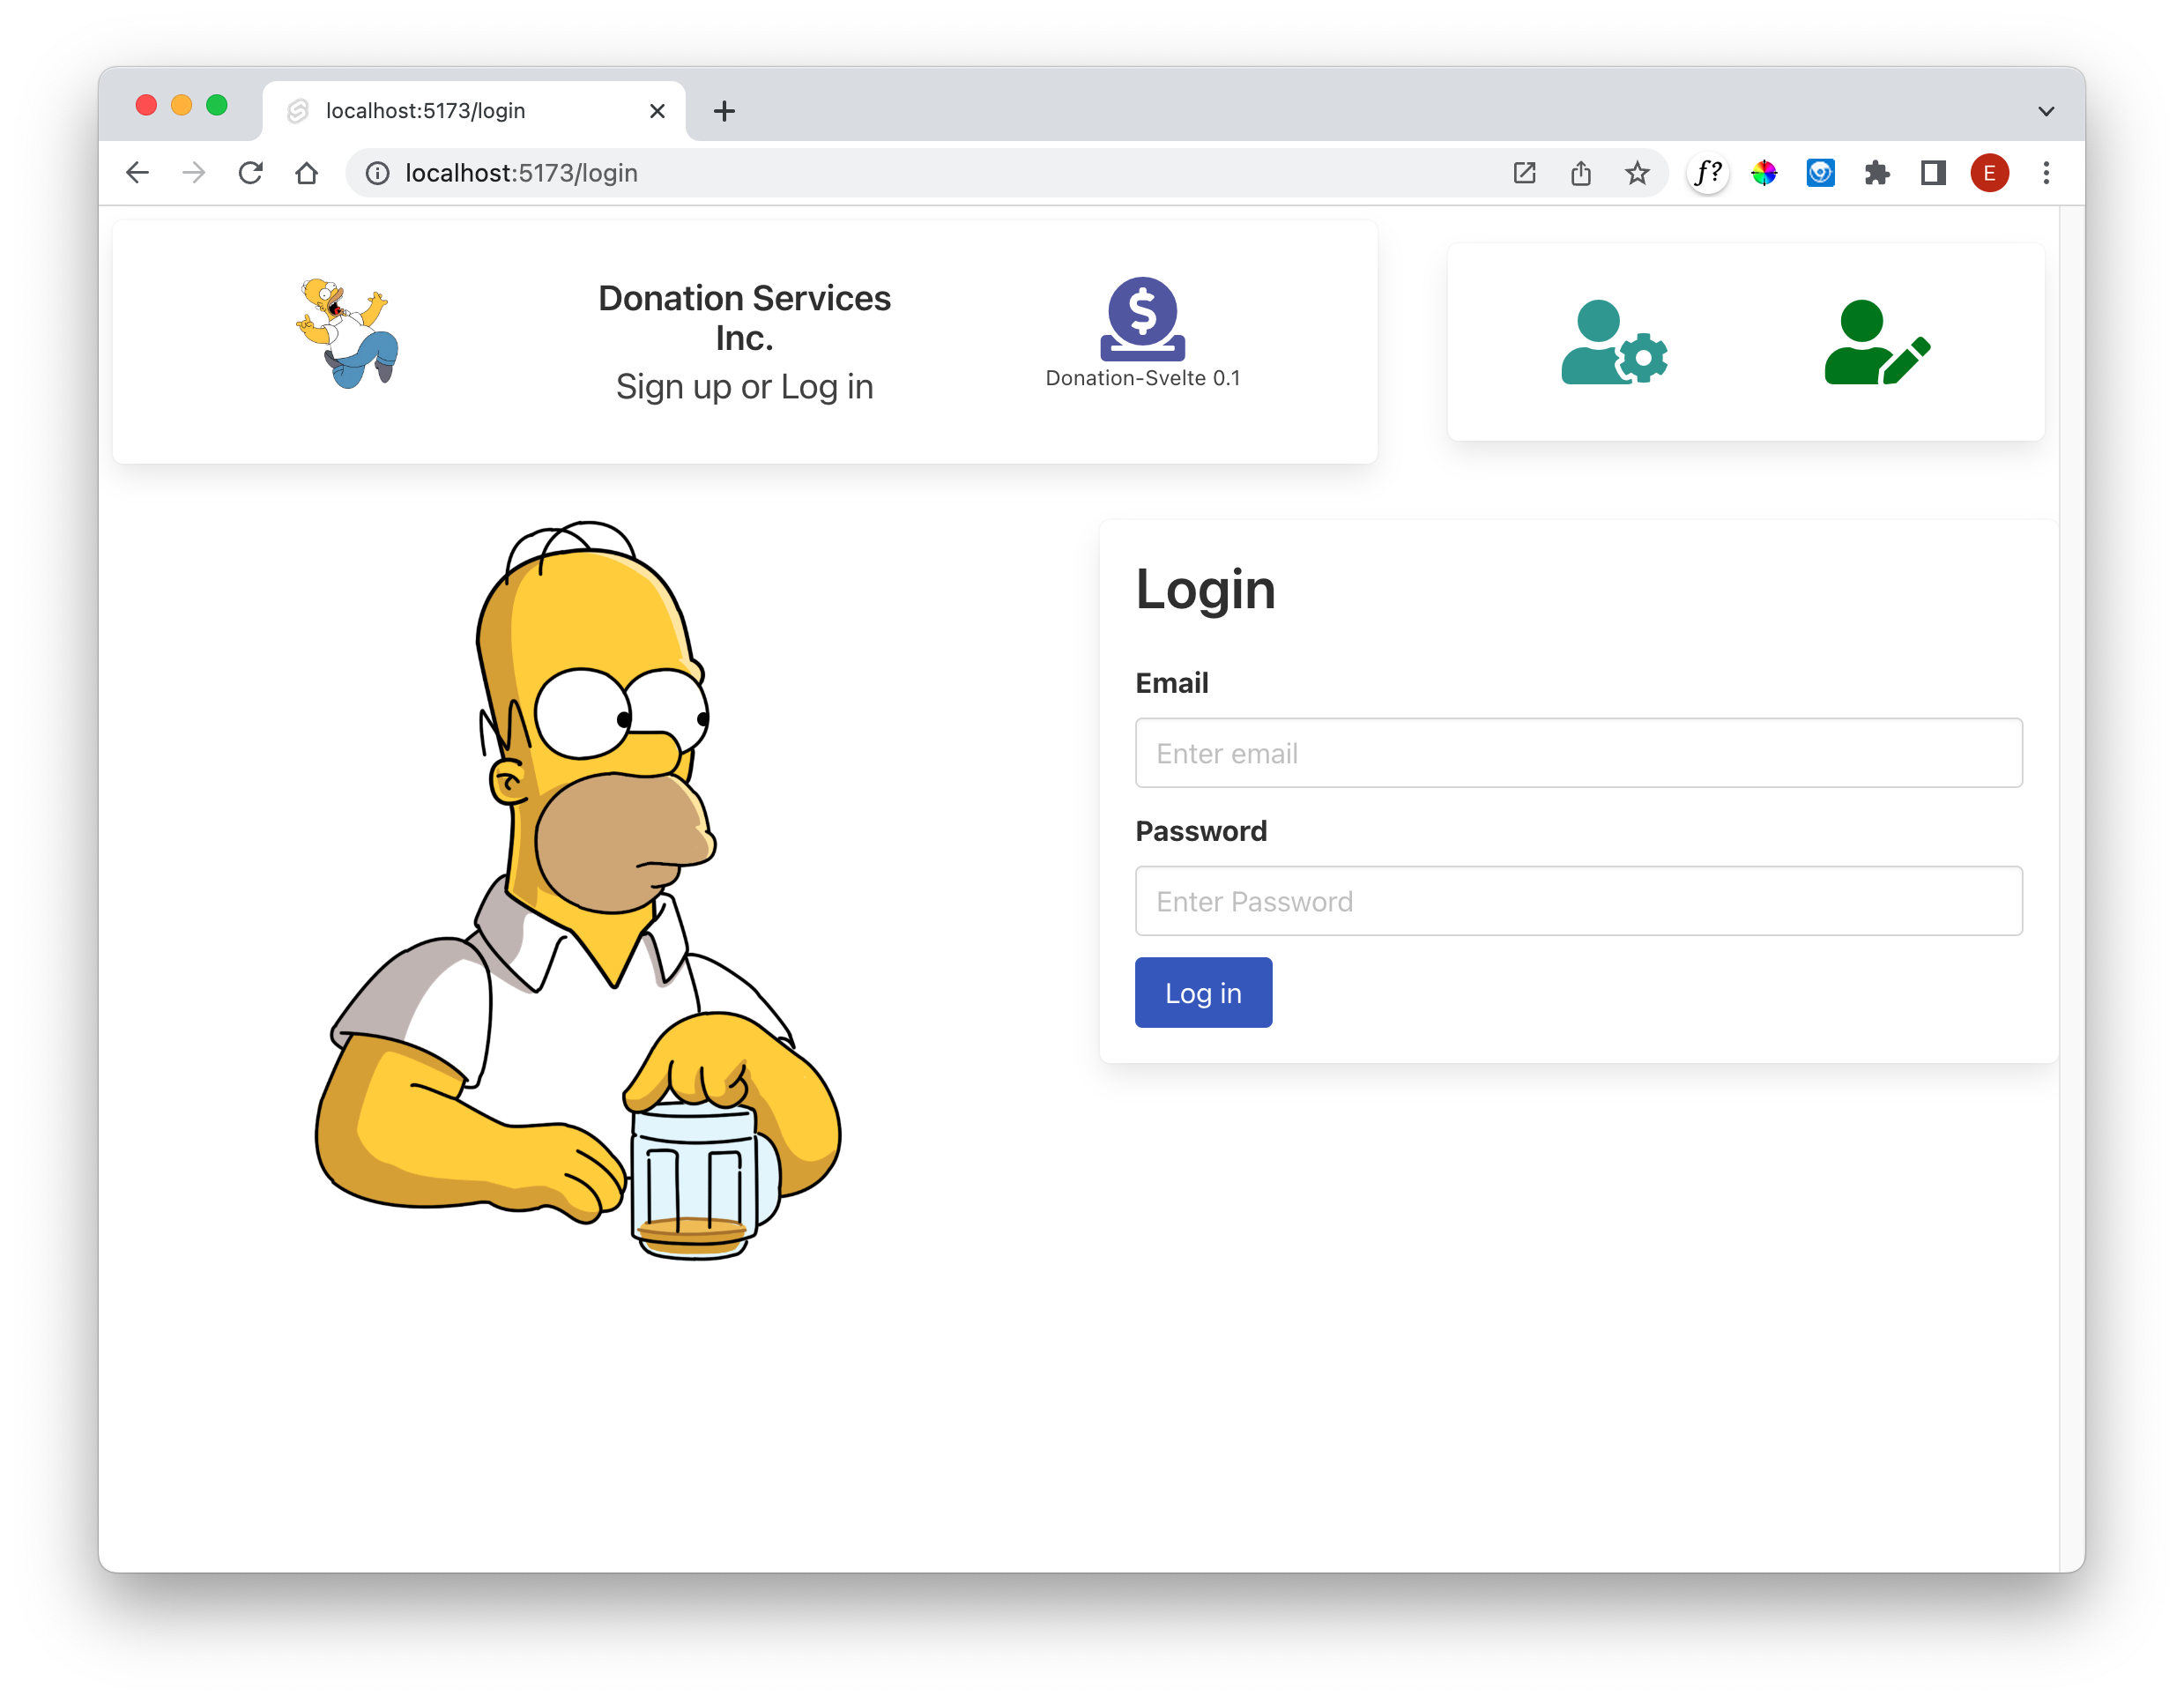 localhost:5173/login
localhost:5173/login
f?
E
Donation Services
Inc.
Sign up or Log in
$
Donation-Svelte 0.1
Login
Email
Enter email
Password
Enter Password
Log in